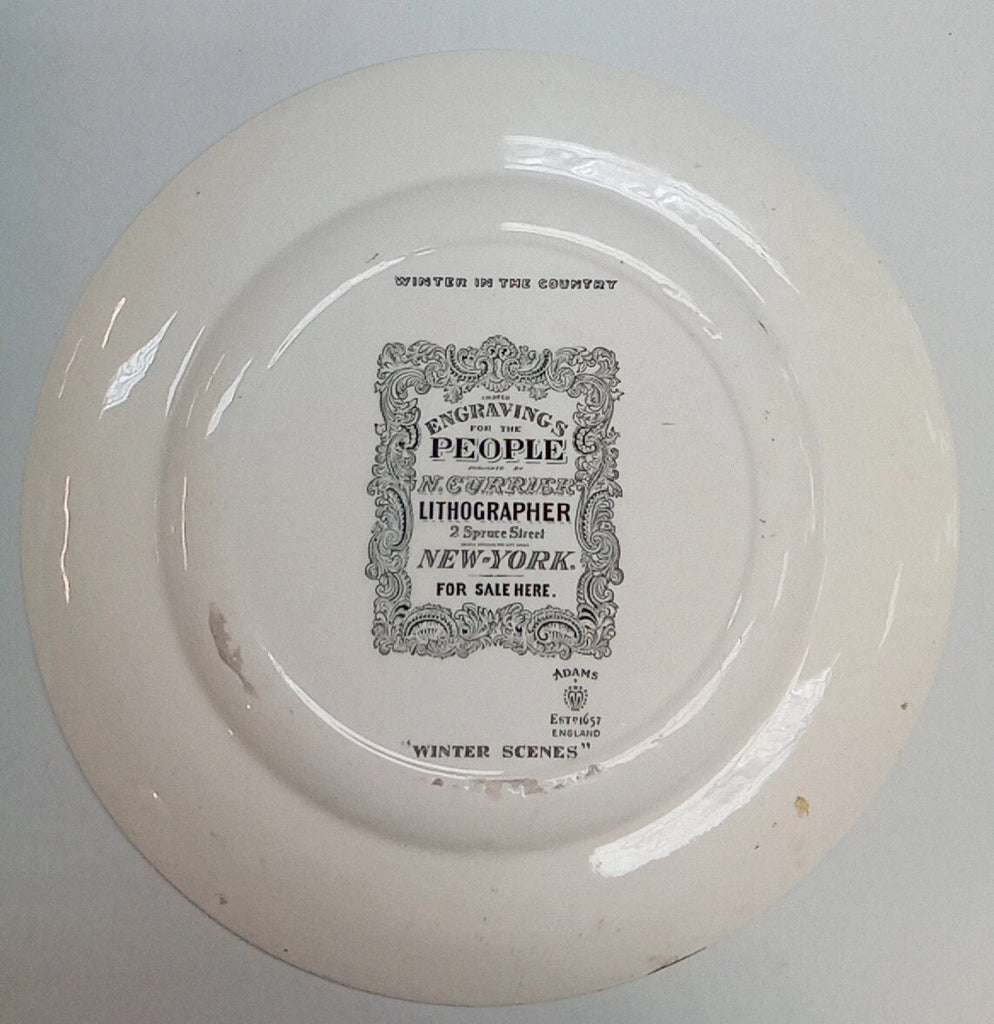 WINTER IN THE COUNTRY
ENGRAVINGS
FOR THE
PEOPLE
N. CURRIER
LITHOGRAPHER
2 Spruce Street
NEW-YORK.
FOR SALE HERE.
ADAMS
ESTD 1657
ENGLAND
"WINTER SCENES"